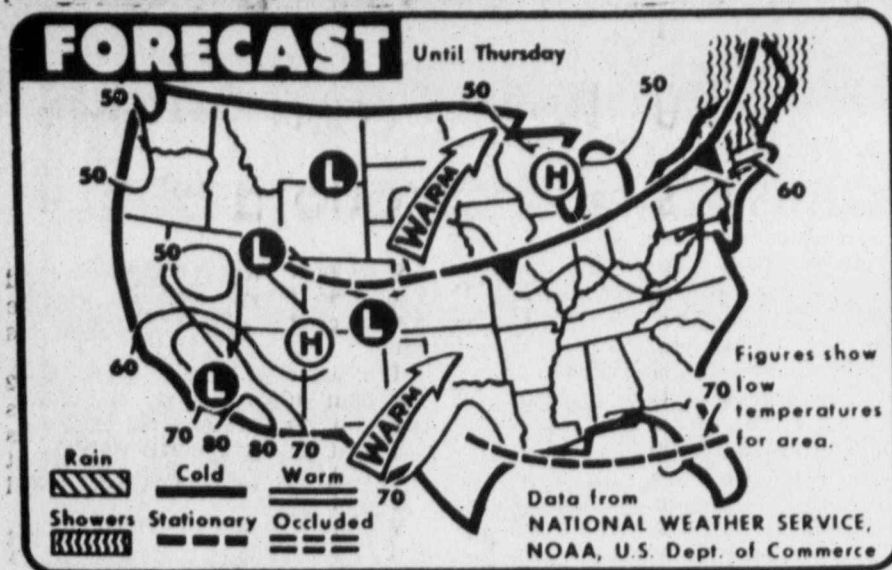 FORECAST
Until Thursday
50
50
50
50
60
L
WARM
H
L
50
L
H
60
L
WARM
Figures show
70 low
temperatures
for area.
70
80
80
70
70
Rain
Cold
Warm
Showers
Stationary
Occluded
Data from
NATIONAL WEATHER SERVICE,
NOAA, U.S. Dept. of Commerce